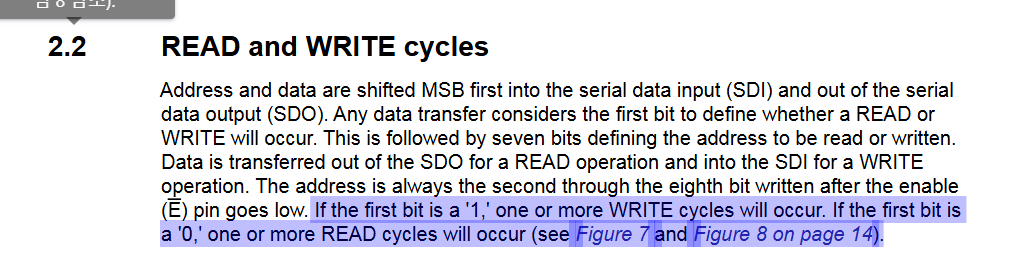 2.2 READ and WRITE cycles
Address and data are shifted MSB first into the serial data input (SDI) and out of the serial
data output (SDO). Any data transfer considers the first bit to define whether a READ or
WRITE will occur. This is followed by seven bits defining the address to be read or written.
Data is transferred out of the SDO for a READ operation and into the SDI for a WRITE
operation. The address is always the second through the eighth bit written after the enable
(E̅) pin goes low. If the first bit is a '1,' one or more WRITE cycles will occur. If the first bit is
a '0,' one or more READ cycles will occur (see Figure 7 and Figure 8 on page 14).